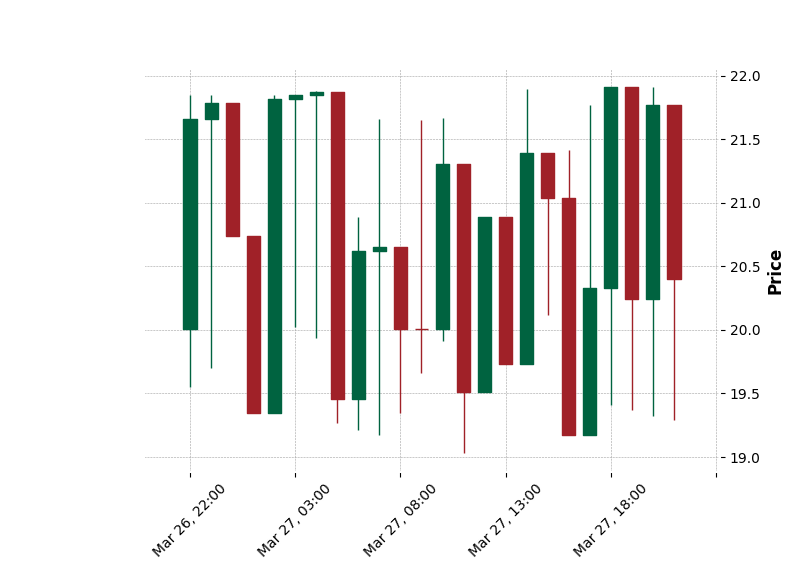 22.0
21.5
21.0
20.5
20.0
19.5
19.0
Price
Mar 26, 22:00
Mar 27, 03:00
Mar 27, 08:00
Mar 27, 13:00
Mar 27, 18:00